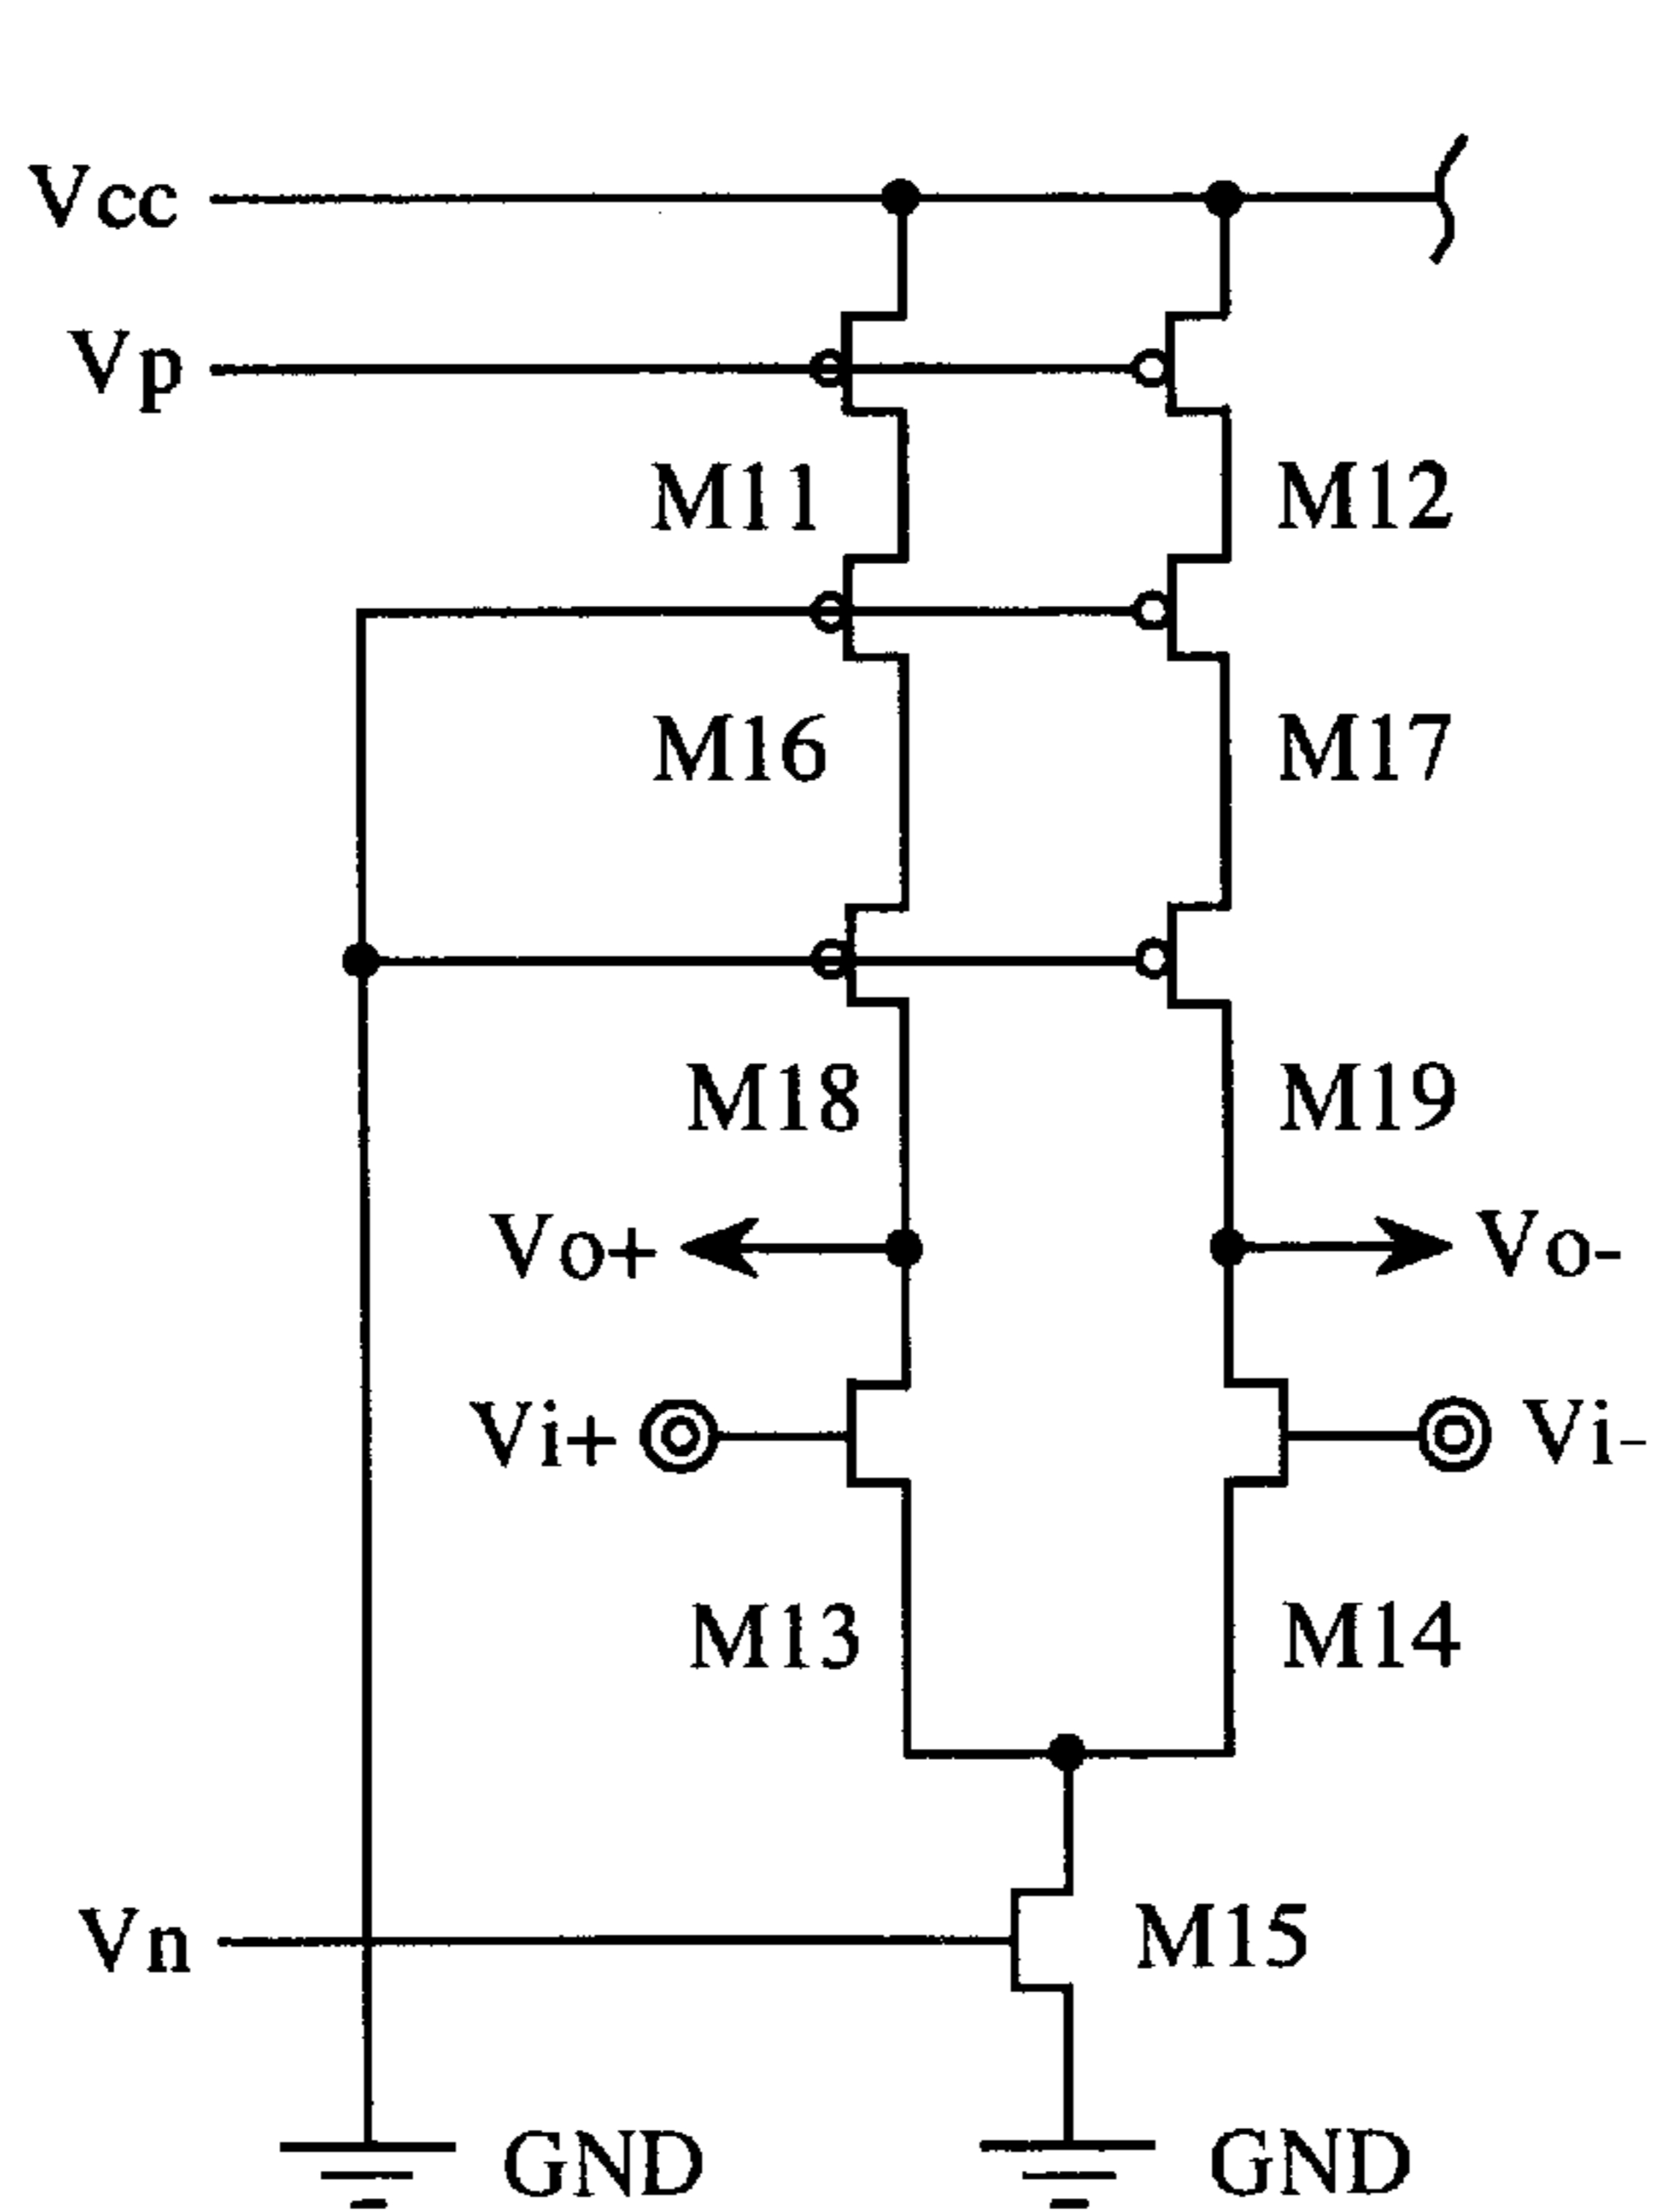 Vcc
Vp
M11 M12
M16 M17
M18 M19
Vo+ Vo-
Vi+ Vi-
M13 M14
Vn M15
GND GND